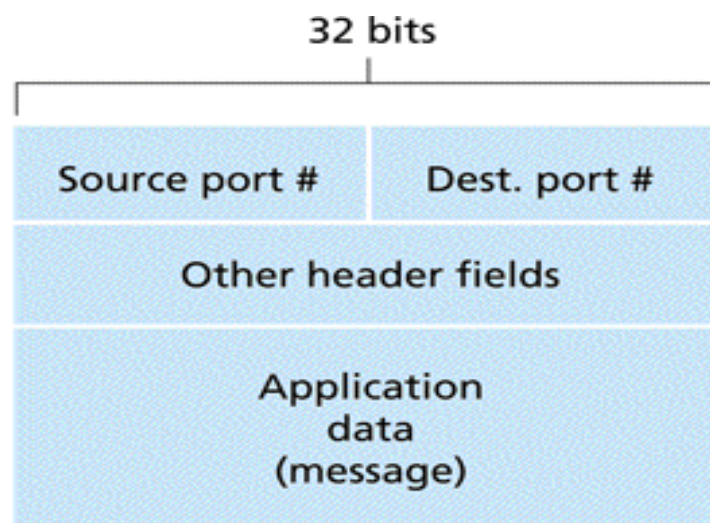 32 bits
Source port #
Dest. port #
Other header fields
Application
data
(message)